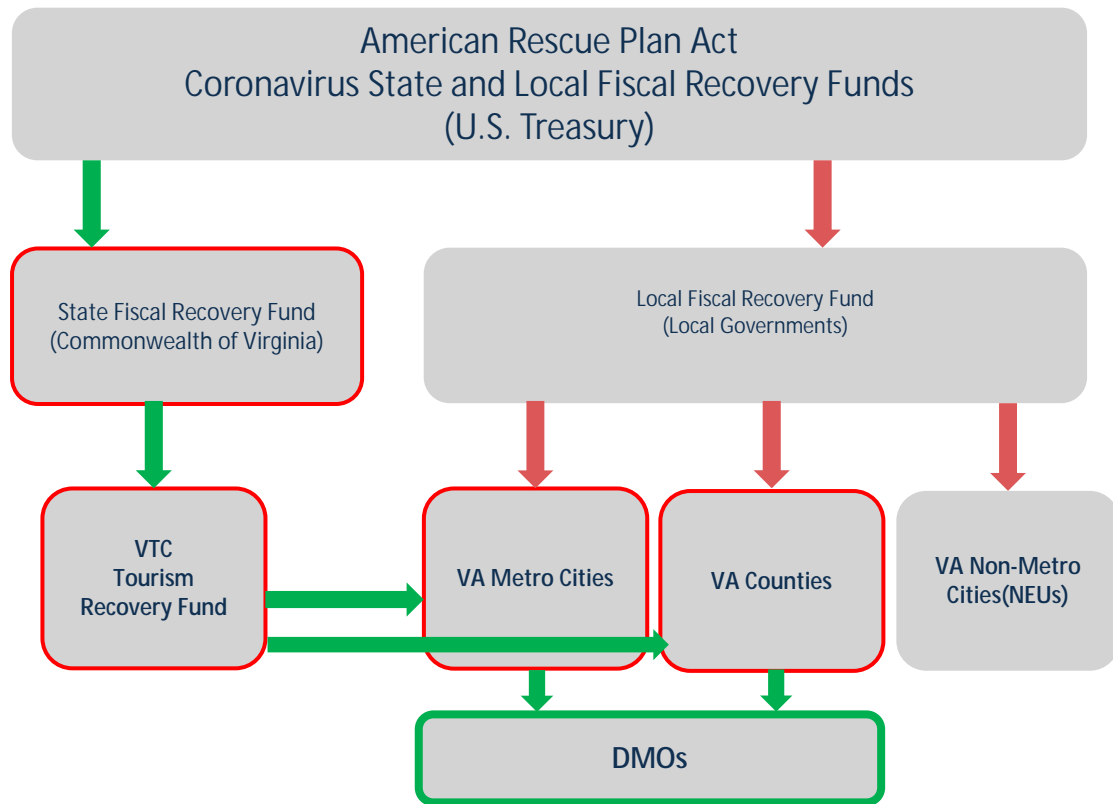 American Rescue Plan Act
Coronavirus State and Local Fiscal Recovery Funds
(U.S. Treasury)
State Fiscal Recovery Fund
(Commonwealth of Virginia)
Local Fiscal Recovery Fund
(Local Governments)
VTC
Tourism
Recovery Fund
VA Metro Cities
VA Counties
VA Non-Metro
Cities(NEUs)
DMOs